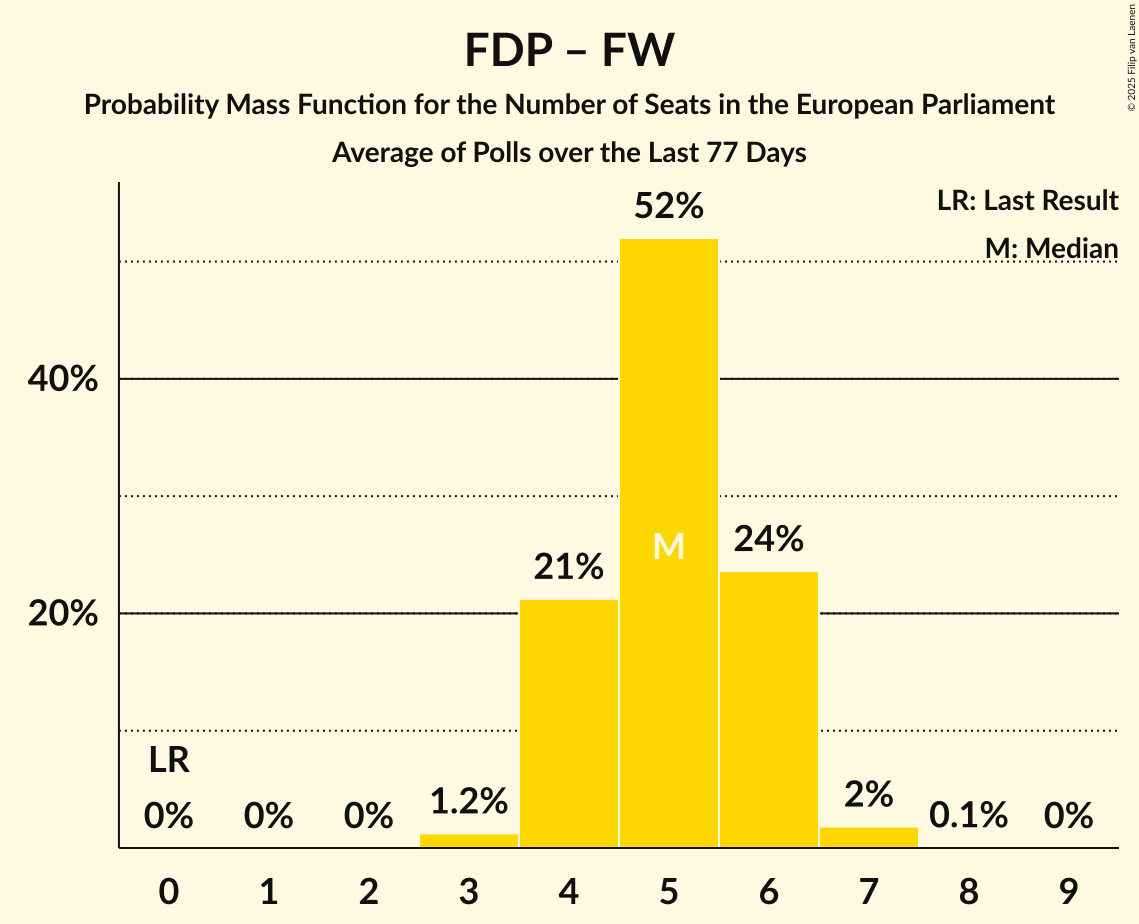 FDP – FW
Probability Mass Function for the Number of Seats in the European Parliament
Average of Polls over the Last 77 Days
© 2025 Filip van Laenen
LR: Last Result
M: Median
40%
20%
LR
0%
0%
0%
1.2%
21%
52%
M
24%
2%
0.1%
0%
0 1 2 3 4 5 6 7 8 9